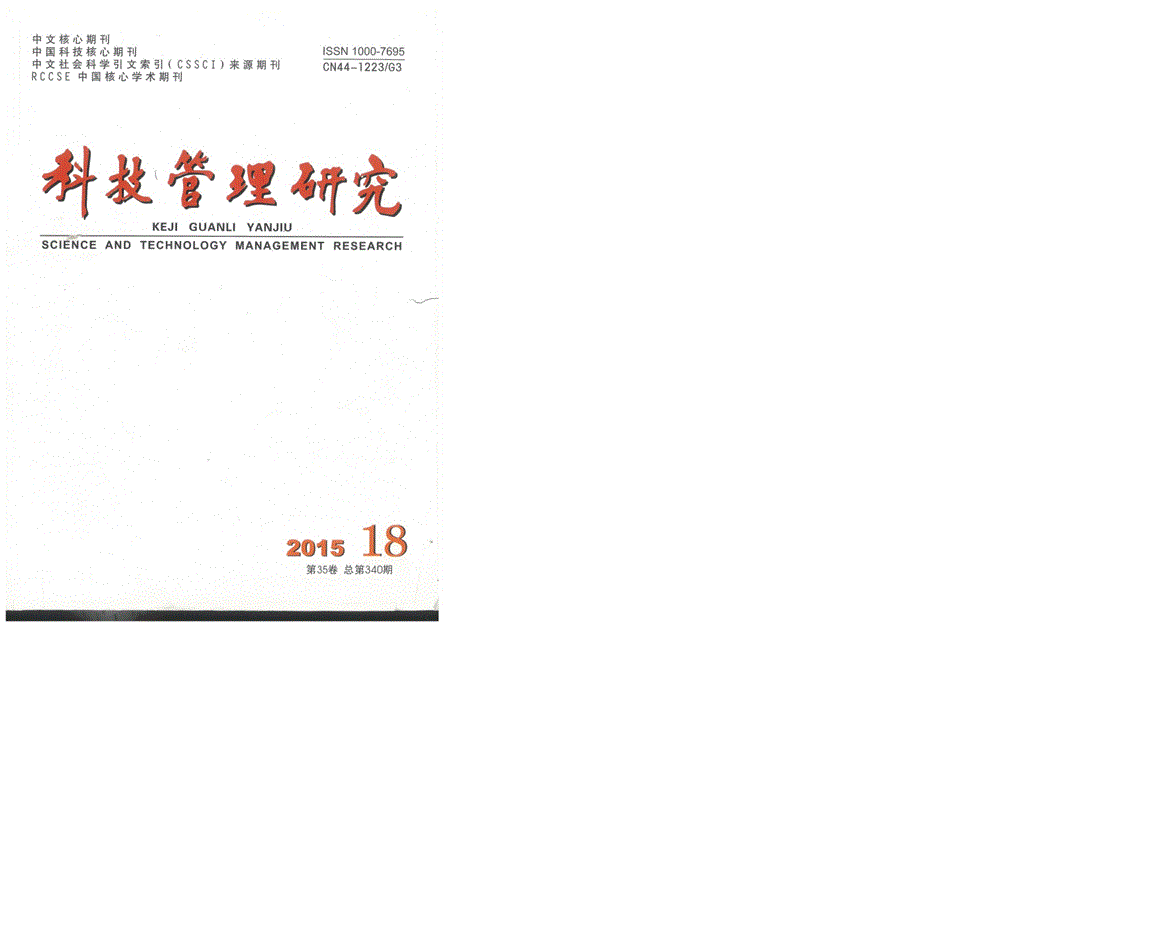 中文核心期刊
中国科技核心期刊
中文社会科学引文索引(CSSCI)来源期刊
RCCSE 中国核心学术期刊
ISSN 1000-7695
CN44-1223/G3
科技管理研究
KEJI GUANLI YANJIU
SCIENCE AND TECHNOLOGY MANAGEMENT RESEARCH
2015 18
第35卷 总第340期